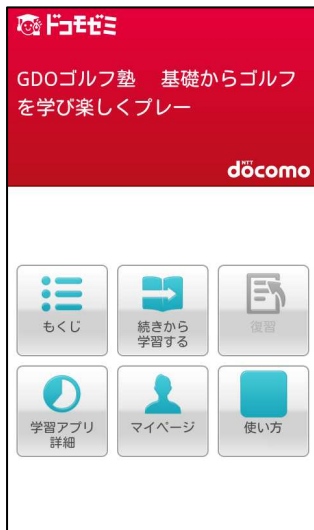 ドコモゼミ
GDOゴルフ塾　基礎からゴルフ
を学び楽しくプレー
NTT
döcomo
もくじ
続きから
学習する
復習
学習アプリ
詳細
マイページ
使い方